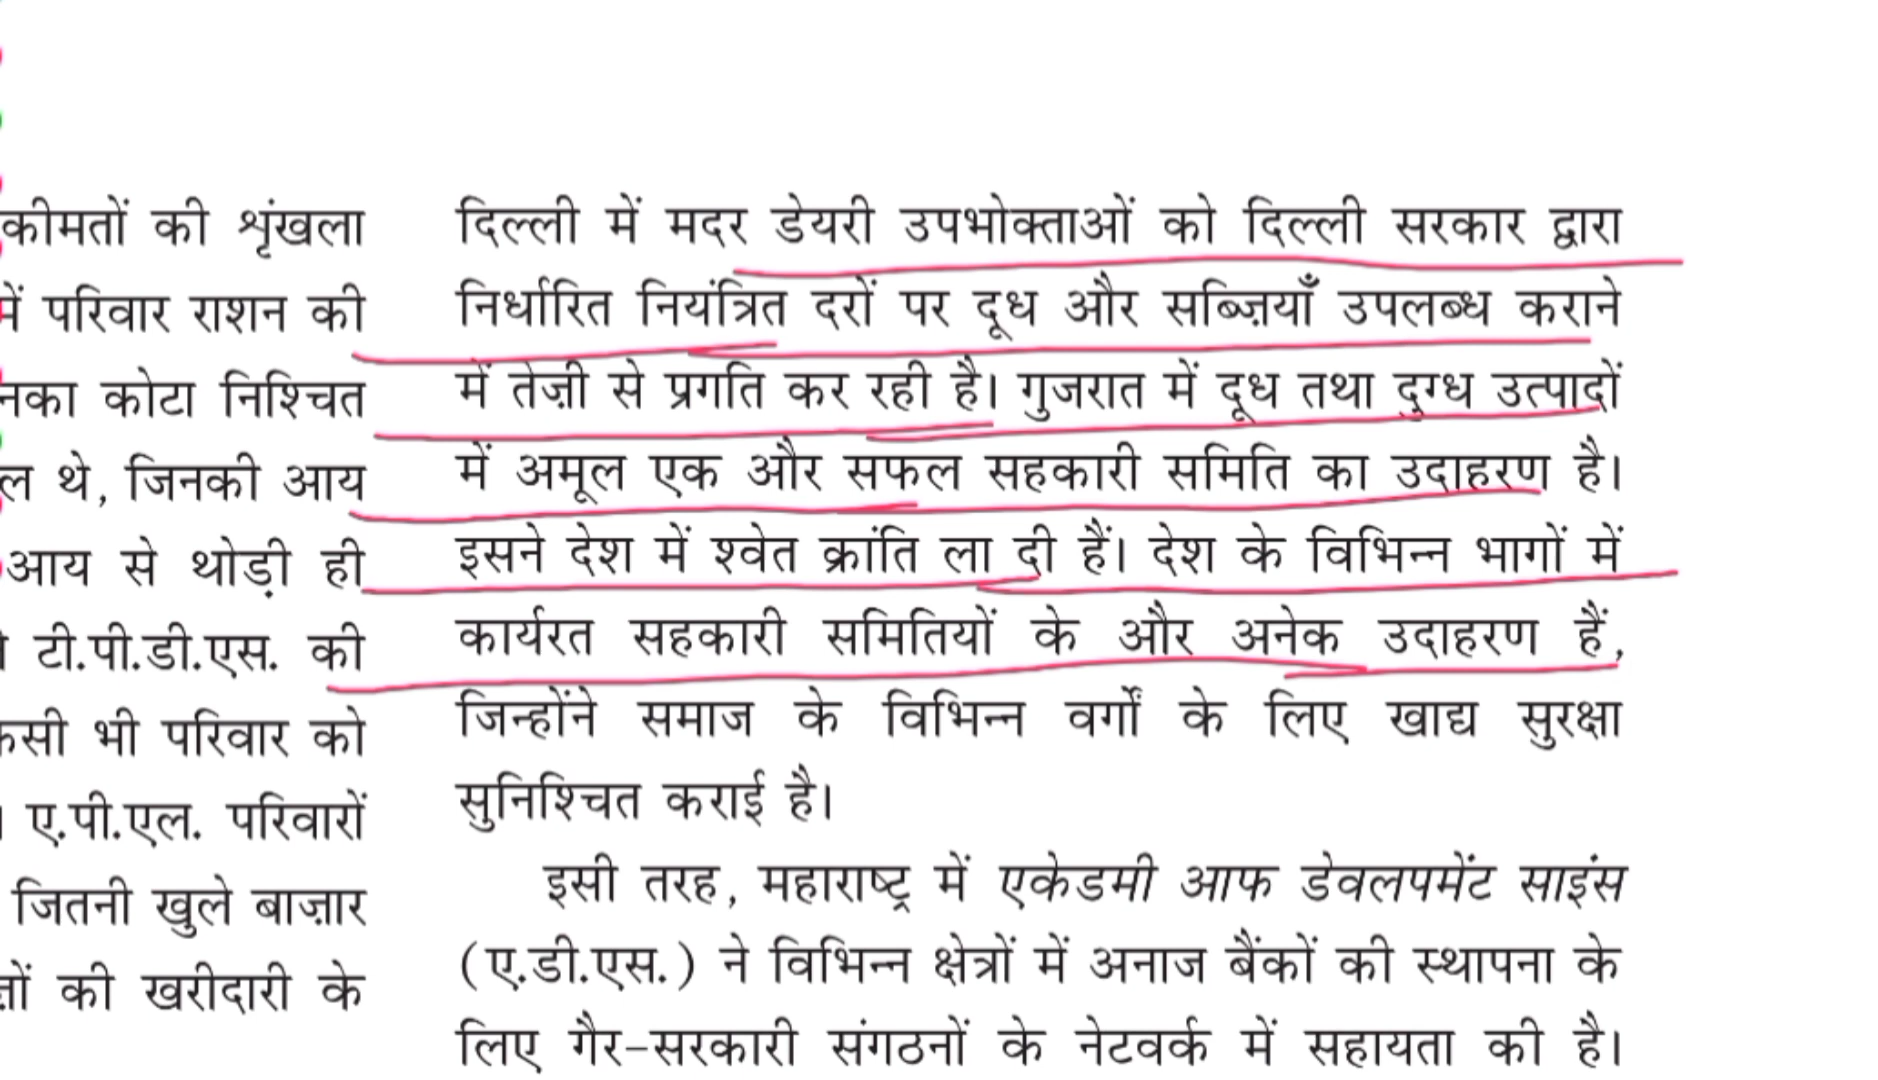 कीमतों की शृंखला
में परिवार राशन की
कोटा निश्चित
थे, जिनकी आय
आय से थोड़ी ही
टी.पी.डी.एस. की
भी परिवार को
ए.पी.एल. परिवारों
जितनी खुले बाज़ार
की खरीदारी के
दिल्ली में मदर डेयरी उपभोक्ताओं को दिल्ली सरकार द्वारा
निर्धारित नियंत्रित दरों पर दूध और सब्ज़ियाँ उपलब्ध कराने
में तेज़ी से प्रगति कर रही है। गुजरात में दूध तथा दुग्ध उत्पादों
में अमूल एक और सफल सहकारी समिति का उदाहरण है।
इसने देश में श्वेत क्रांति ला दी हैं। देश के विभिन्न भागों में
कार्यरत सहकारी समितियों के और अनेक उदाहरण हैं,
जिन्होंने समाज के विभिन्न वर्गों के लिए खाद्य सुरक्षा
सुनिश्चित कराई है।
इसी तरह, महाराष्ट्र में एकेडमी आफ डेवलपमेंट साइंस
(ए.डी.एस.) ने विभिन्न क्षेत्रों में अनाज बैंकों की स्थापना के
लिए गैर-सरकारी संगठनों के नेटवर्क में सहायता की है।